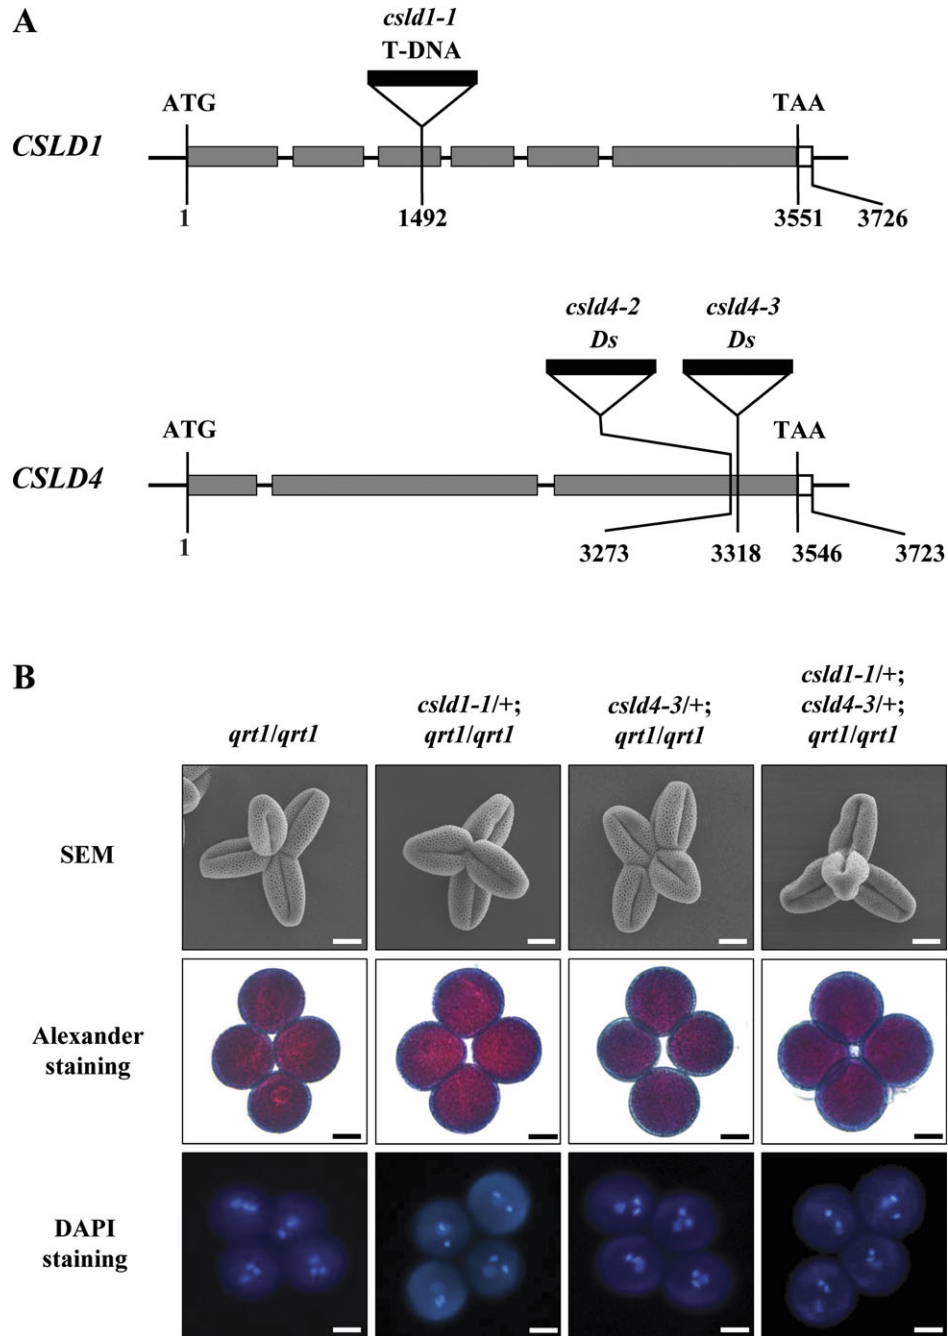 A
csld1-1
T-DNA
ATG
TAA
CSLD1
1
1492
3551
3726
csld4-2
Ds
csld4-3
Ds
ATG
TAA
CSLD4
1
3273
3318
3546
3723
B
qrt1/qrt1
csld1-1/+;
qrt1/qrt1
csld4-3/+;
qrt1/qrt1
csld1-1/+;
csld4-3/+;
qrt1/qrt1
SEM
Alexander
staining
DAPI
staining